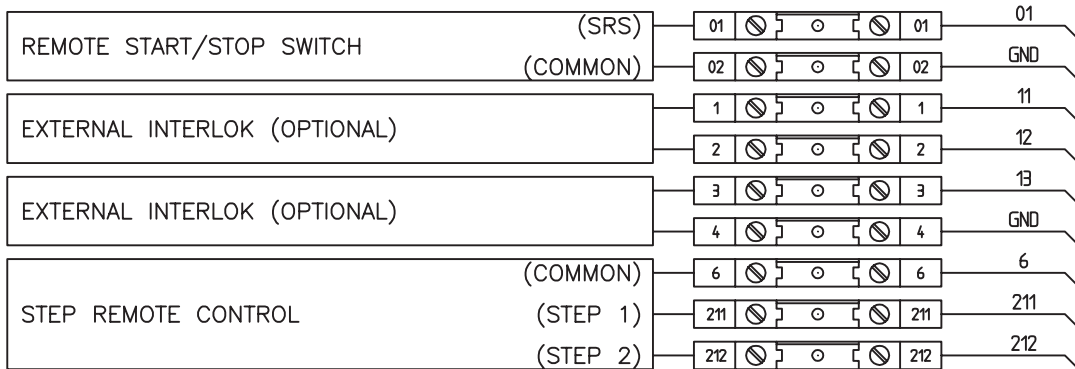 (SRS) 01 01 01
REMOTE START/STOP SWITCH
(COMMON) 02 02 GND
1 1 11
EXTERNAL INTERLOK (OPTIONAL)
2 2 12
3 3 13
EXTERNAL INTERLOK (OPTIONAL)
4 4 GND
(COMMON) 6 6 6
STEP REMOTE CONTROL (STEP 1) 211 211 211
(STEP 2) 212 212 212